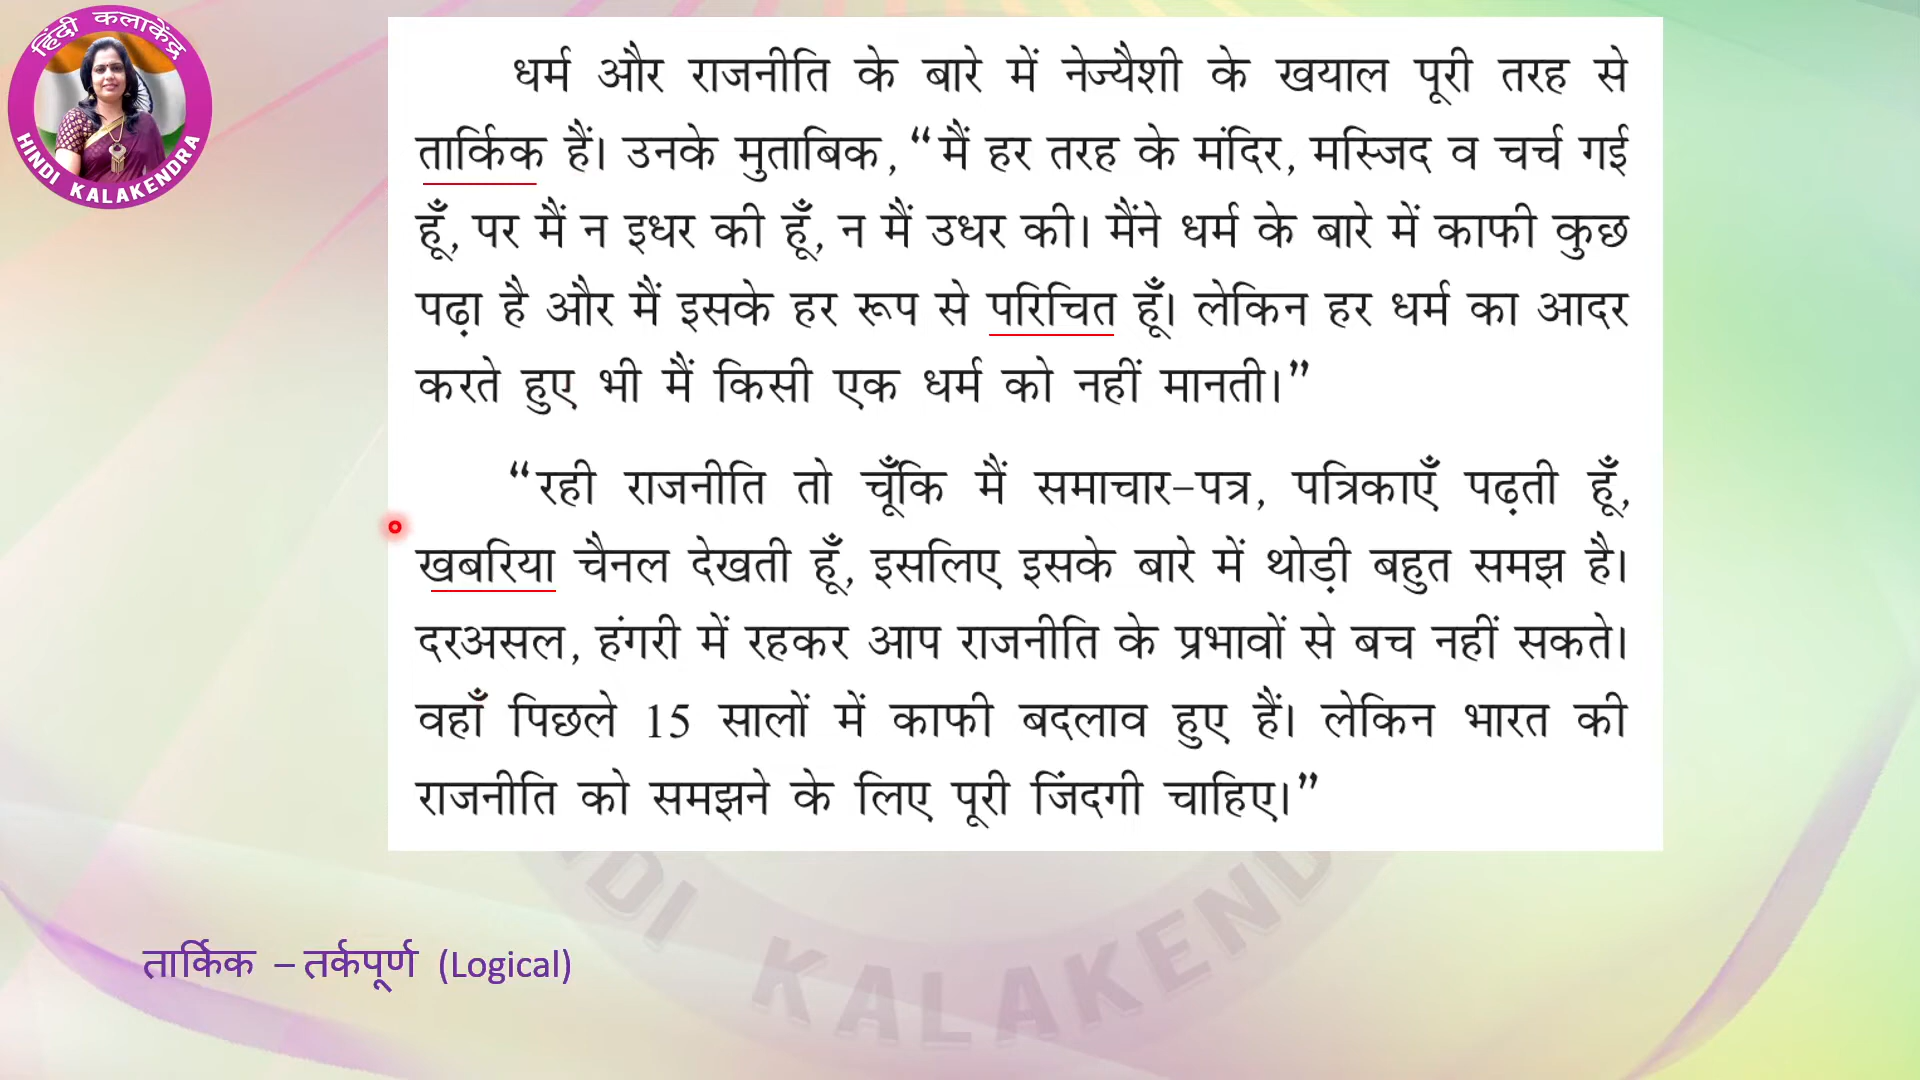 हिंदी कलाकेंद्र
HINDI KALAKENDRA
धर्म और राजनीति के बारे में नेज्यैशी के खयाल पूरी तरह से
तार्किक हैं। उनके मुताबिक, “मैं हर तरह के मंदिर, मस्जिद व चर्च गई
हूँ, पर मैं न इधर की हूँ, न मैं उधर की। मैंने धर्म के बारे में काफी कुछ
पढ़ा है और मैं इसके हर रूप से परिचित हूँ। लेकिन हर धर्म का आदर
करते हुए भी मैं किसी एक धर्म को नहीं मानती।”
“रही राजनीति तो चूँकि मैं समाचार-पत्र, पत्रिकाएँ पढ़ती हूँ,
खबरिया चैनल देखती हूँ, इसलिए इसके बारे में थोड़ी बहुत समझ है।
दरअसल, हंगरी में रहकर आप राजनीति के प्रभावों से बच नहीं सकते।
वहाँ पिछले 15 सालों में काफी बदलाव हुए हैं। लेकिन भारत की
राजनीति को समझने के लिए पूरी जिंदगी चाहिए।”
NDI KALAKEND
तार्किक – तर्कपूर्ण (Logical)